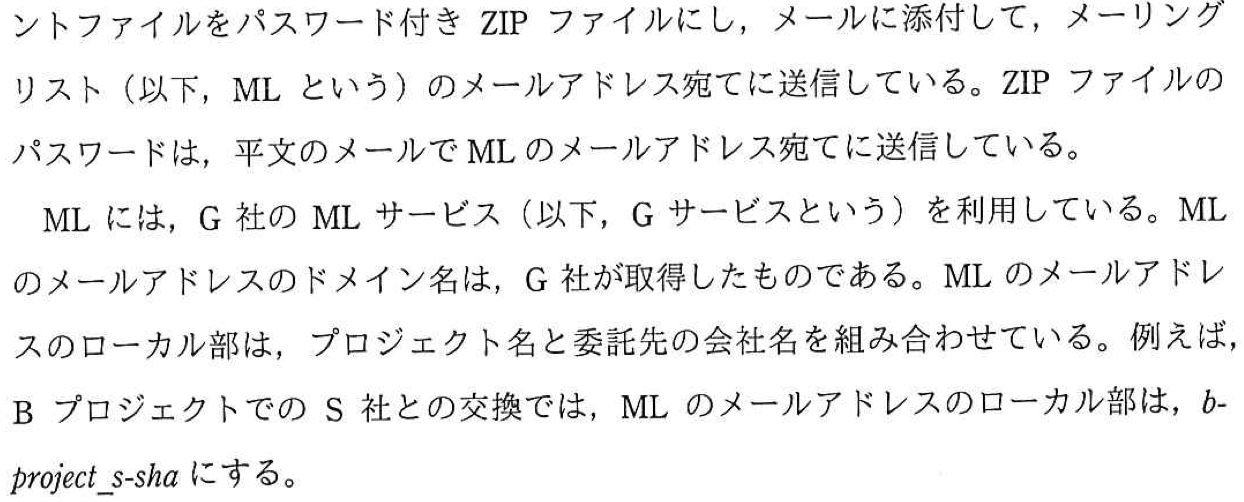 ントファイルをパスワード付き ZIP ファイルにし，メールに添付して，メーリング
リスト（以下，ML という）のメールアドレス宛てに送信している。ZIP ファイルの
パスワードは，平文のメールで ML のメールアドレス宛てに送信している。
ML には，G 社の ML サービス（以下，G サービスという）を利用している。ML
のメールアドレスのドメイン名は，G 社が取得したものである。ML のメールアドレ
スのローカル部は，プロジェクト名と委託先の会社名を組み合わせている。例えば，
B プロジェクトでの S 社との交換では，ML のメールアドレスのローカル部は，b-
project_s-sha にする。